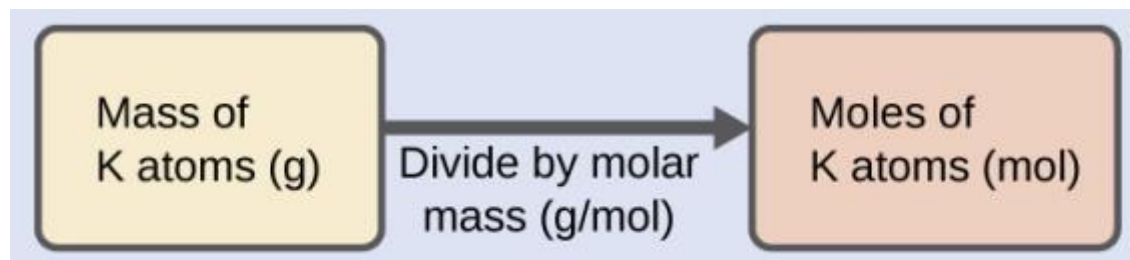 Mass of
K atoms (g)
Divide by molar
mass (g/mol)
Moles of
K atoms (mol)